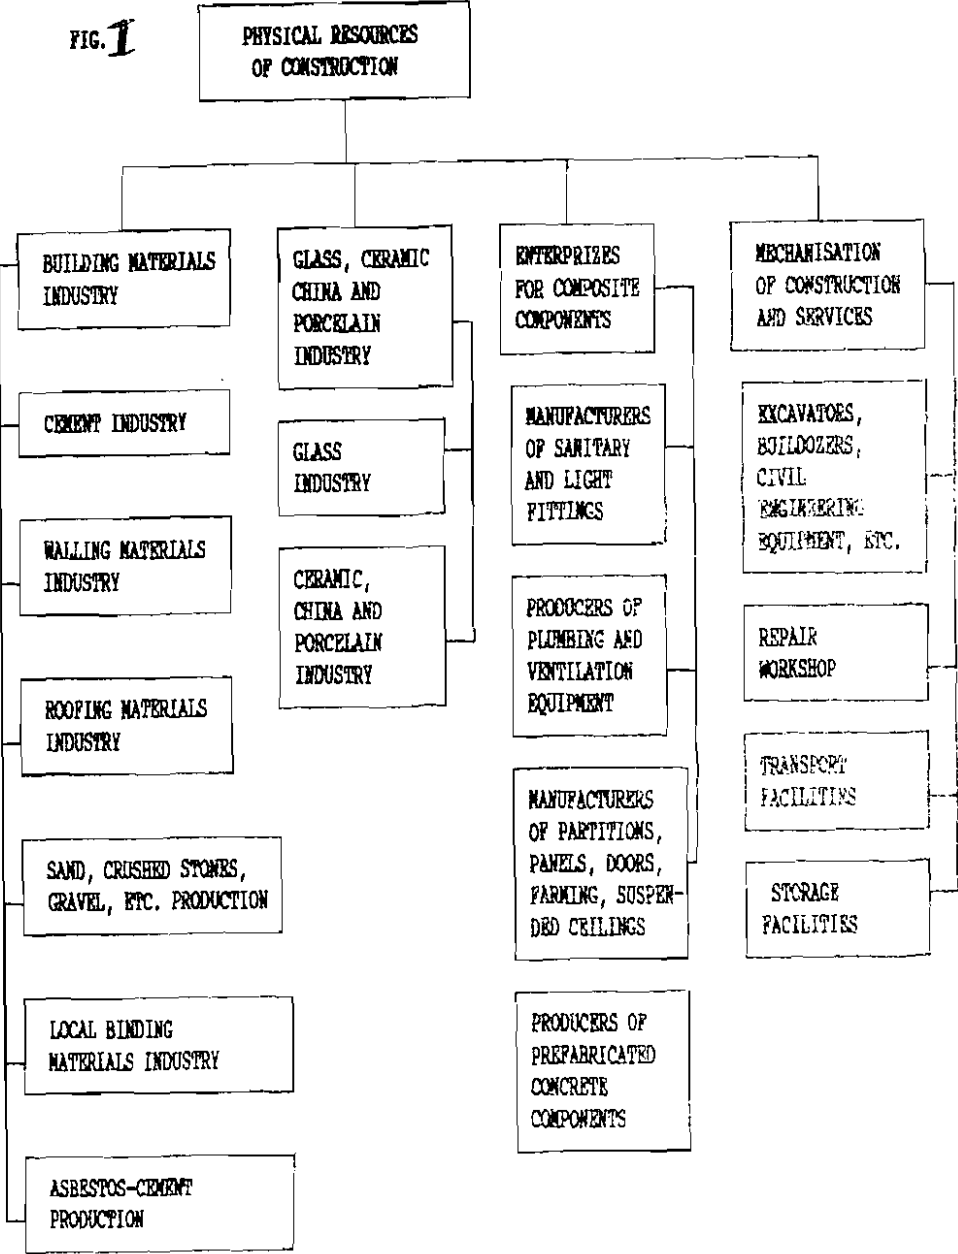 FIG. 1
PHYSICAL RESOURCES
OF CONSTRUCTION
BUILDING MATERIALS
INDUSTRY
CEMENT INDUSTRY
WALLING MATERIALS
INDUSTRY
ROOFING MATERIALS
INDUSTRY
SAND, CRUSHED STONES,
GRAVEL, ETC. PRODUCTION
LOCAL BINDING
MATERIALS INDUSTRY
ASBESTOS-CEMENT
PRODUCTION
GLASS, CERAMIC
CHINA AND
PORCELAIN
INDUSTRY
GLASS
INDUSTRY
CERAMIC,
CHINA AND
PORCELAIN
INDUSTRY
ENTERPRIZES
FOR COMPOSITE
COMPONENTS
MANUFACTURERS
OF SANITARY
AND LIGHT
FITTINGS
PRODUCERS OF
PLUMBING AND
VENTILATION
EQUIPMENT
MANUFACTURERS
OF PARTITIONS,
PANELS, DOORS,
FARMING, SUSPEN-
DED CEILINGS
PRODUCERS OF
PREFABRICATED
CONCRETE
COMPONENTS
MECHANISATION
OF CONSTRUCTION
AND SERVICES
EXCAVATORS,
BUILDOZERS,
CIVIL
ENGINEERING
EQUIPMENT, ETC.
REPAIR
WORKSHOP
TRANSPORT
FACILITIES
STORAGE
FACILITIES